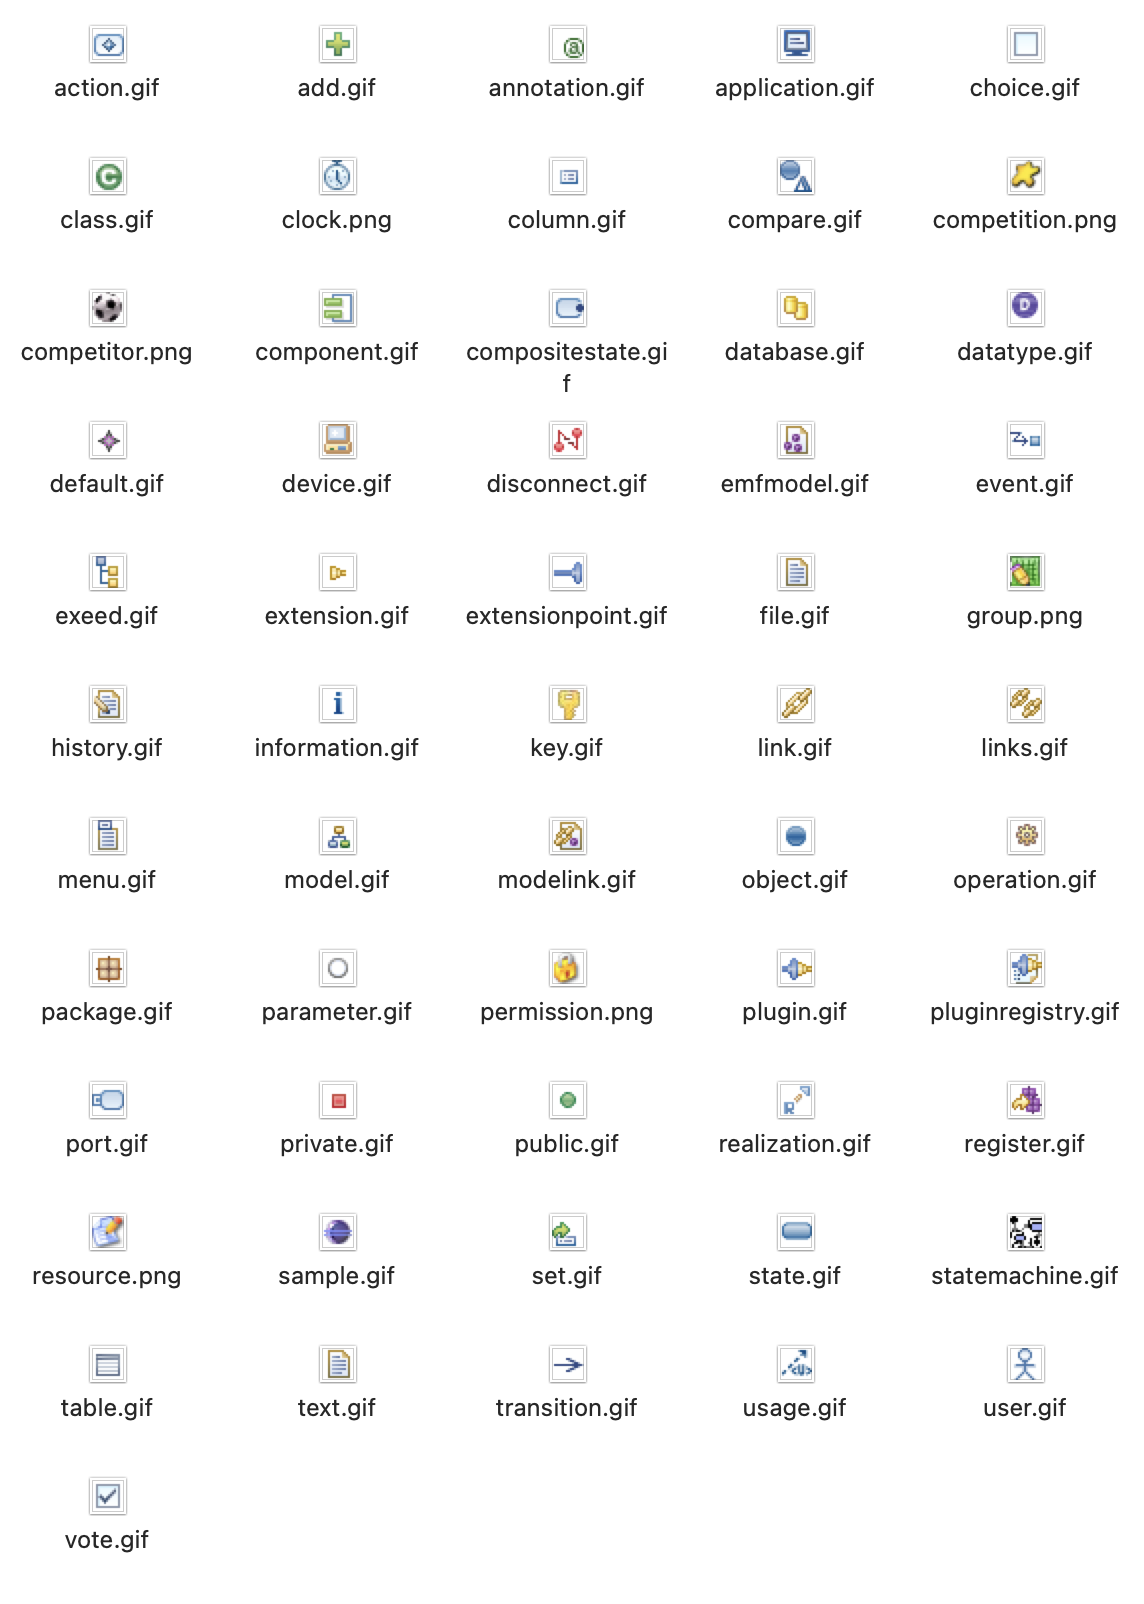 action.gif add.gif annotation.gif application.gif choice.gif
class.gif clock.png column.gif compare.gif competition.png
competitor.png component.gif compositestate.gi database.gif datatype.gif
f
default.gif device.gif disconnect.gif emfmodel.gif event.gif
exeed.gif extension.gif extensionpoint.gif file.gif group.png
history.gif information.gif key.gif link.gif links.gif
menu.gif model.gif modelink.gif object.gif operation.gif
package.gif parameter.gif permission.png plugin.gif pluginregistry.gif
port.gif private.gif public.gif realization.gif register.gif
resource.png sample.gif set.gif state.gif statemachine.gif
table.gif text.gif transition.gif usage.gif user.gif
vote.gif